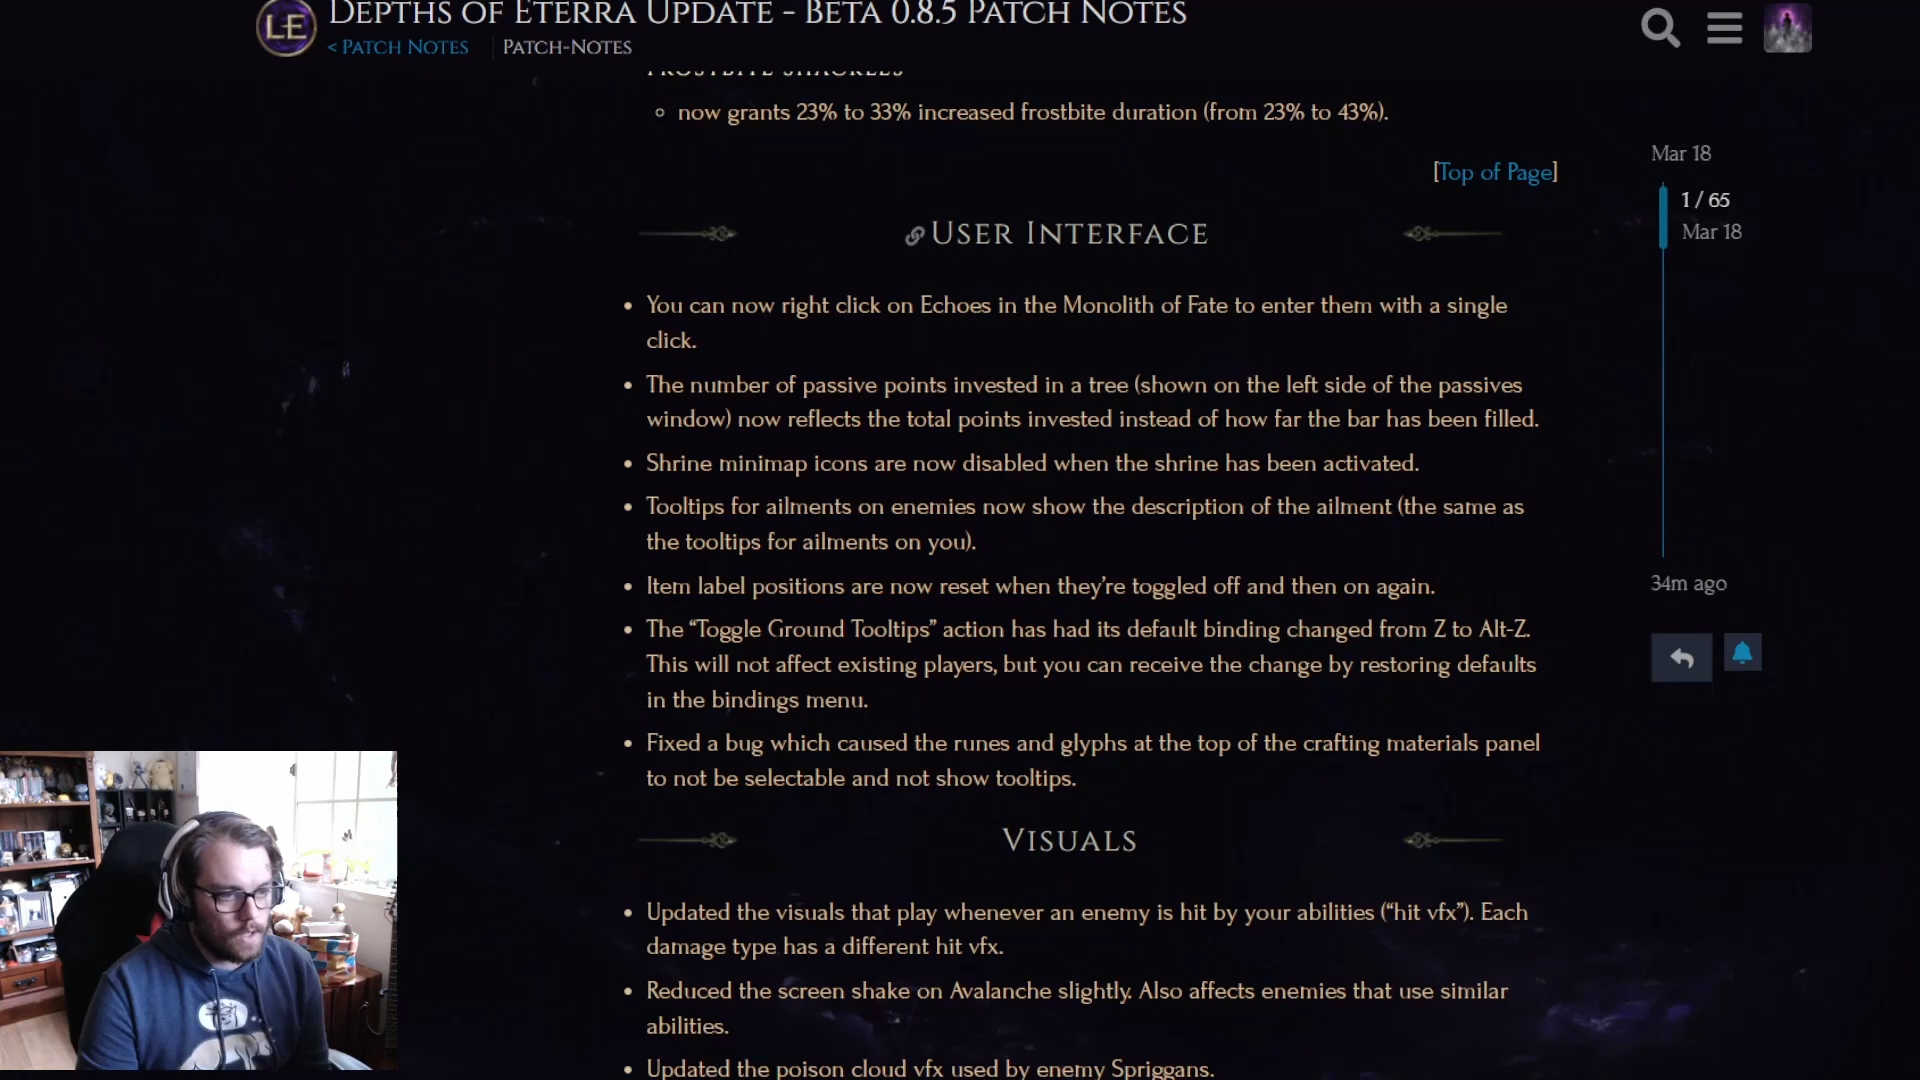 LE
DEPTHS OF ETERRA UPDATE - BETA 0.8.5 PATCH NOTES
< PATCH NOTES
PATCH-NOTES
FROSTBITE SHACKLES
now grants 23% to 33% increased frostbite duration (from 23% to 43%).
[Top of Page]
Mar 18
1 / 65
Mar 18
34m ago
USER INTERFACE
• You can now right click on Echoes in the Monolith of Fate to enter them with a single
click.
• The number of passive points invested in a tree (shown on the left side of the passives
window) now reflects the total points invested instead of how far the bar has been filled.
• Shrine minimap icons are now disabled when the shrine has been activated.
• Tooltips for ailments on enemies now show the description of the ailment (the same as
the tooltips for ailments on you).
• Item label positions are now reset when they’re toggled off and then on again.
• The “Toggle Ground Tooltips” action has had its default binding changed from Z to Alt-Z.
This will not affect existing players, but you can receive the change by restoring defaults
in the bindings menu.
• Fixed a bug which caused the runes and glyphs at the top of the crafting materials panel
to not be selectable and not show tooltips.
VISUALS
• Updated the visuals that play whenever an enemy is hit by your abilities (“hit vfx”). Each
damage type has a different hit vfx.
• Reduced the screen shake on Avalanche slightly. Also affects enemies that use similar
abilities.
• Updated the poison cloud vfx used by enemy Spriggans.